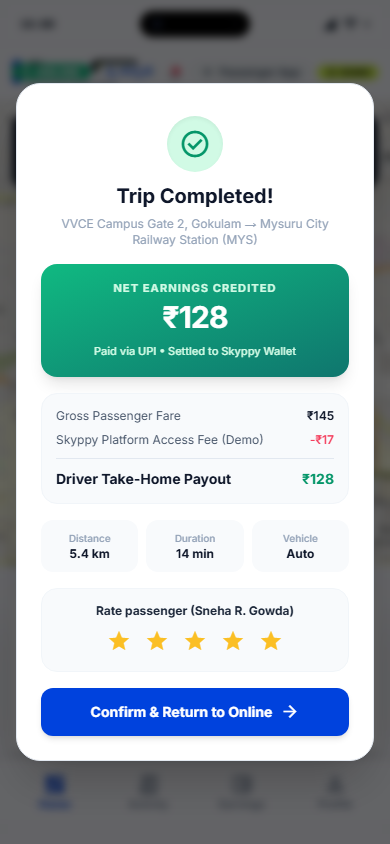 Trip Completed!
VVCE Campus Gate 2, Gokulam → Mysuru City
Railway Station (MYS)
NET EARNINGS CREDITED
₹128
Paid via UPI • Settled to Skyppy Wallet
Gross Passenger Fare ₹145
Skyppy Platform Access Fee (Demo) -₹17
Driver Take-Home Payout ₹128
Distance Duration Vehicle
5.4 km 14 min Auto
Rate passenger (Sneha R. Gowda)
Confirm & Return to Online →